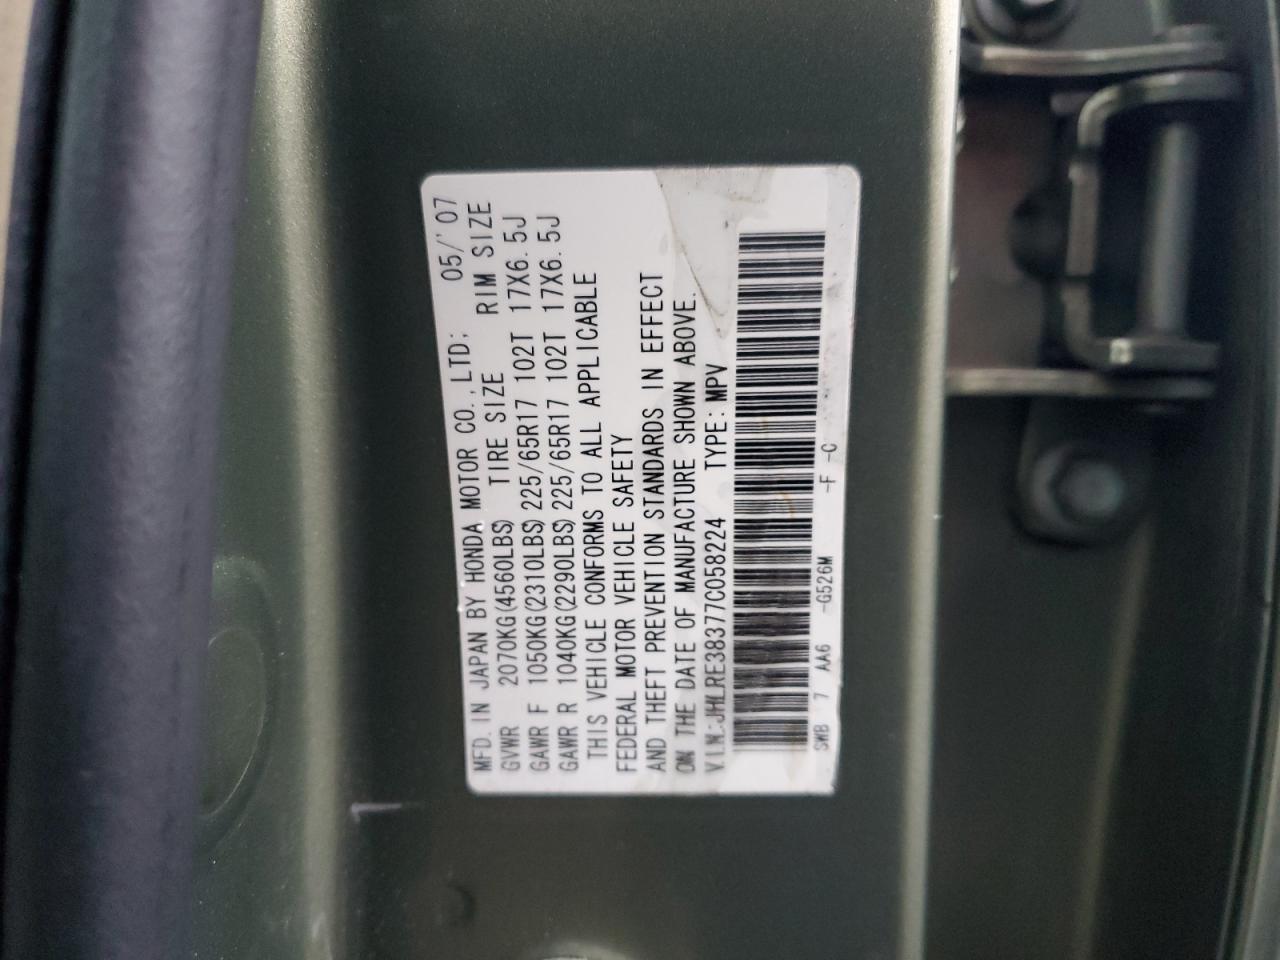 MFD. IN JAPAN BY HONDA MOTOR CO., LTD; 05/'07
GVWR 2070KG(4560LBS) TIRE SIZE RIM SIZE
GAWR F 1050KG(2310LBS) 225/65R17 102T 17X6.5J
GAWR R 1040KG(2290LBS) 225/65R17 102T 17X6.5J
THIS VEHICLE CONFORMS TO ALL APPLICABLE
FEDERAL MOTOR VEHICLE SAFETY
AND THEFT PREVENTION STANDARDS IN EFFECT
ON THE DATE OF MANUFACTURE SHOWN ABOVE.
V.I.N.:JHLRE38377C058224 TYPE:MPV
SWB 7 AA6 -G526M -F -C